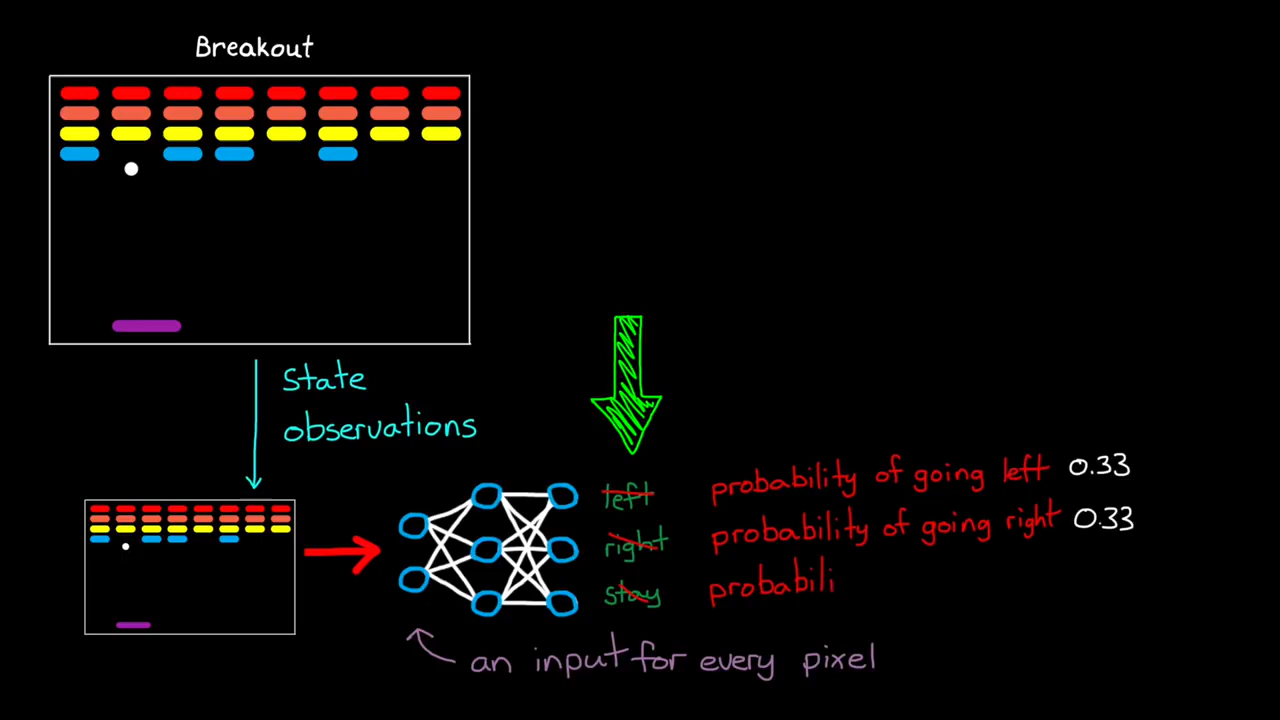 Breakout
State
observations
left probability of going left 0.33
right probability of going right 0.33
stay probabili
an input for every pixel